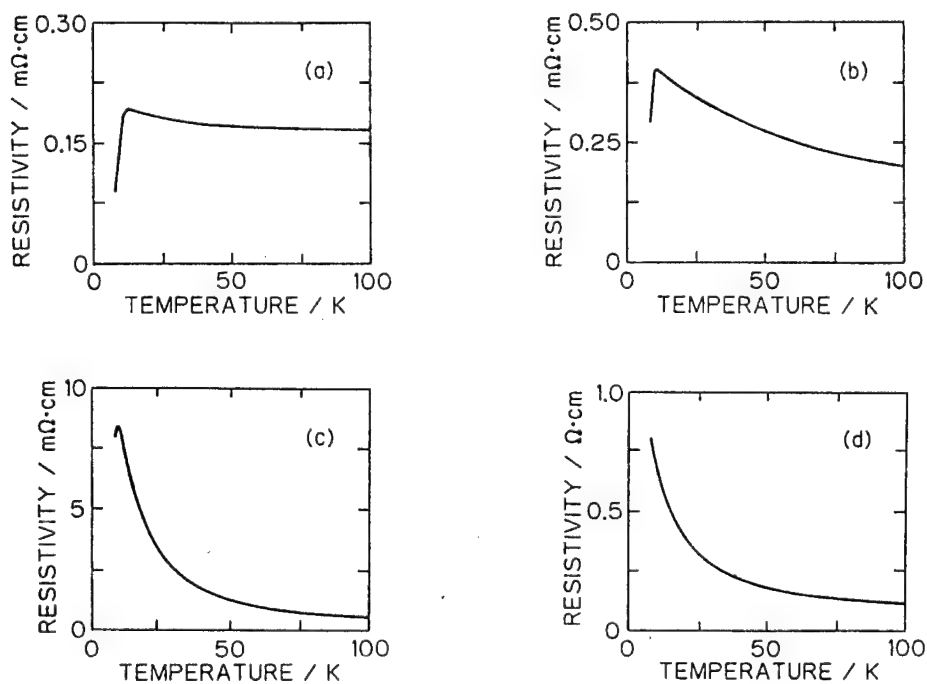 0.30
0.15
0
RESISTIVITY / mΩ·cm
(a)
0 50 100
TEMPERATURE / K
0.50
0.25
0
RESISTIVITY / mΩ·cm
(b)
0 50 100
TEMPERATURE / K
10
5
0
RESISTIVITY / mΩ·cm
(c)
0 50 100
TEMPERATURE / K
1.0
0.5
0
RESISTIVITY / Ω·cm
(d)
0 50 100
TEMPERATURE / K